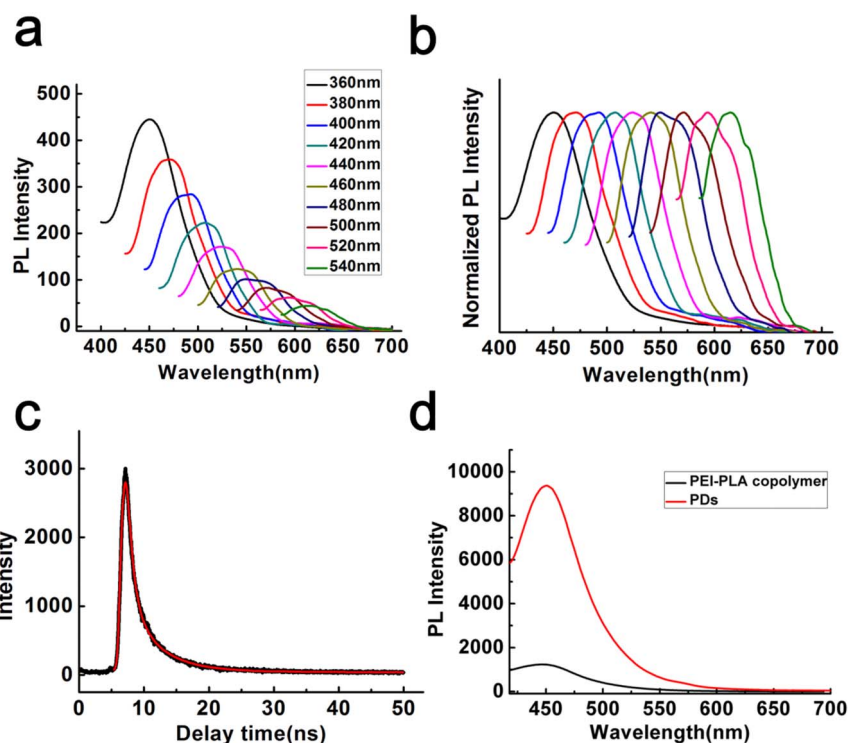 a
PL Intensity
500
400
300
200
100
0
400 450 500 550 600 650 700
Wavelength(nm)
360nm
380nm
400nm
420nm
440nm
460nm
480nm
500nm
520nm
540nm
b
Normalized PL Intensity
400 450 500 550 600 650 700
Wavelength(nm)
c
Intensity
3000
2000
1000
0
0 10 20 30 40 50
Delay time(ns)
d
PL Intensity
10000
8000
6000
4000
2000
0
450 500 550 600 650 700
Wavelength(nm)
PEI-PLA copolymer
PDs